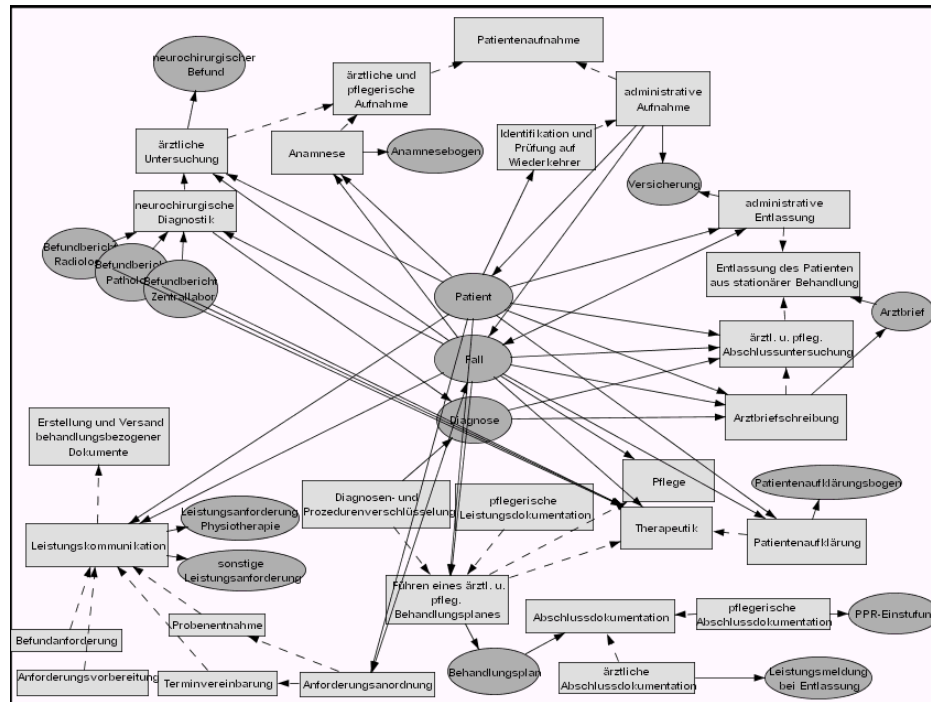 Patientenaufnahme
neurochirurgischer
Befund
ärztliche und
pflegerische
Aufnahme
administrative
Aufnahme
ärztliche
Untersuchung
Anamnese
Anamnesebogen
Identifikation und
Prüfung auf
Wiederkehrer
Versicherung
neurochirurgische
Diagnostik
administrative
Entlassung
Befundbericht
Radiolog
Befundberich
Patholo
Befundbericht
Zentrallabor
Entlassung des Patienten
aus stationärer Behandlung
Patient
Arztbrief
ärztl. u. pfleg.
Abschlussuntersuchung
Fall
Diagnose
Arztbriefschreibung
Erstellung und Versand
behandlungsbezogener
Dokumente
Pflege
Patientenaufklärungsbogen
Diagnosen- und
Prozedurenverschlüsselung
pflegerische
Leistungsdokumentation
Leistungsanforderung
Physiotherapie
Therapeutik
Patientenaufklärung
Leistungskommunikation
sonstige
Leistungsanforderung
Führen eines ärztl. u.
pfleg.
Behandlungsplanes
Abschlussdokumentation
pflegerische
Abschlussdokumentation
PPR-Einstufun
Probenentnahme
Befundanforderung
Behandlungsplan
Anforderungsvorbereitung
Terminvereinbarung
Anforderungsanordnung
ärztliche
Abschlussdokumentation
Leistungsmeldung
bei Entlassung